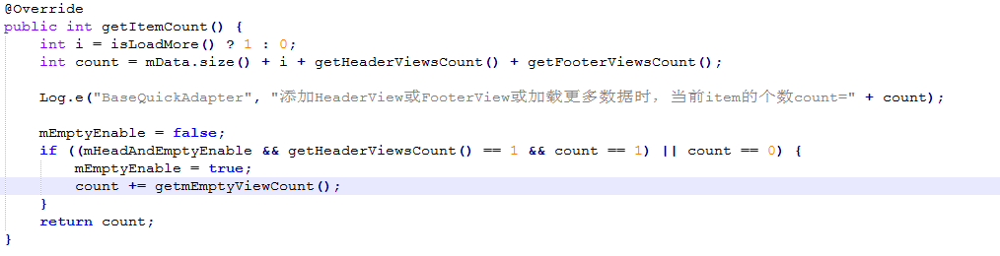 @Override
public int getItemCount() {
    int i = isLoadMore() ? 1 : 0;
    int count = mData.size() + i + getHeaderViewsCount() + getFooterViewsCount();
    Log.e("BaseQuickAdapter", "添加HeaderView或FooterView或加载更多数据时, 当前item的个数count=" + count);
    mEmptyEnable = false;
    if ((mHeadAndEmptyEnable && getHeaderViewsCount() == 1 && count == 1) || count == 0) {
        mEmptyEnable = true;
        count += getmEmptyViewCount();
    }
    return count;
}